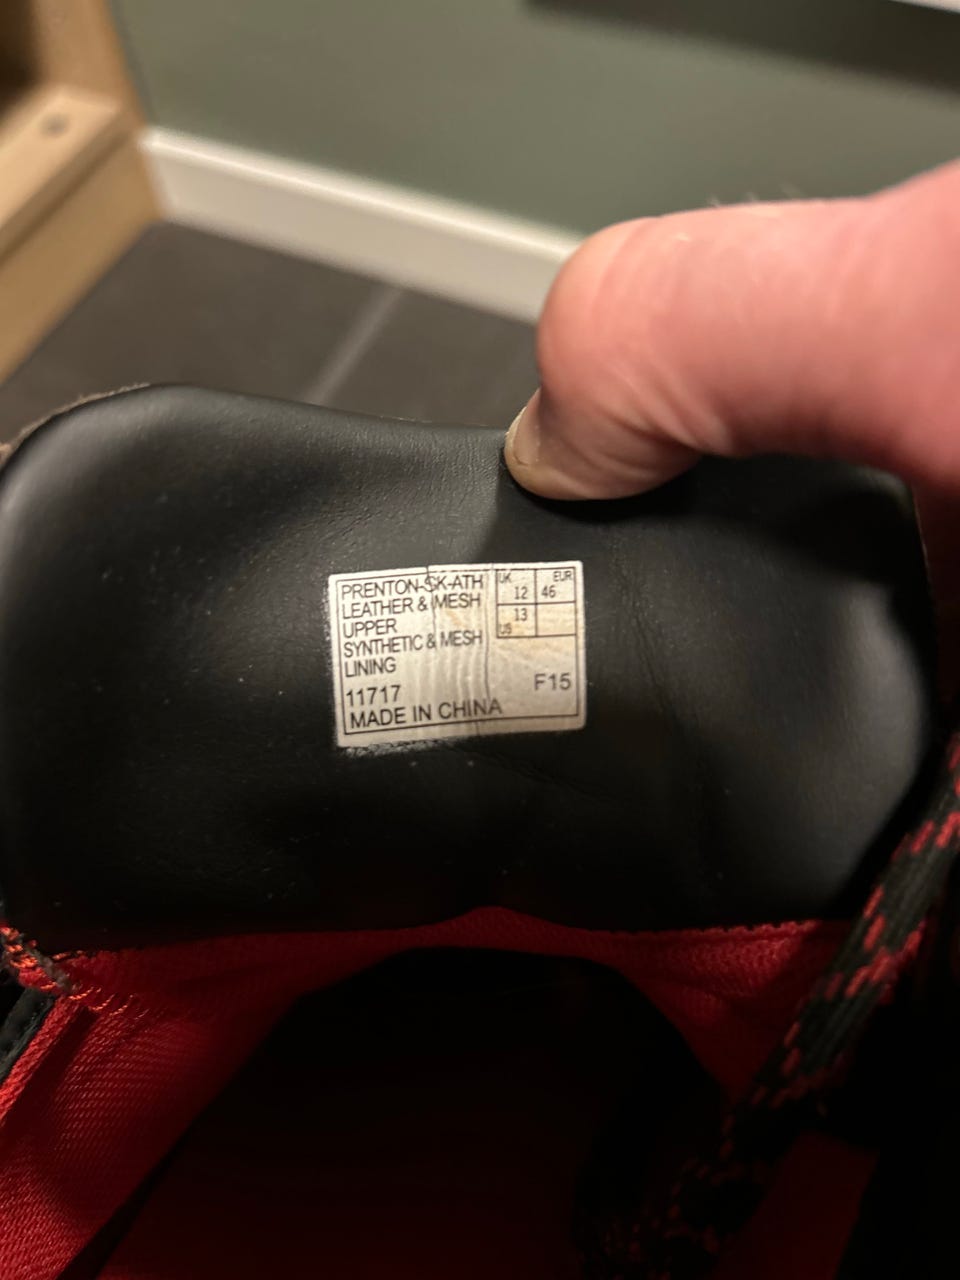 PRENTON-SK-ATH
LEATHER & MESH
UPPER
SYNTHETIC & MESH
LINING
11717
MADE IN CHINA
UK EUR
12 46
13
US
F15